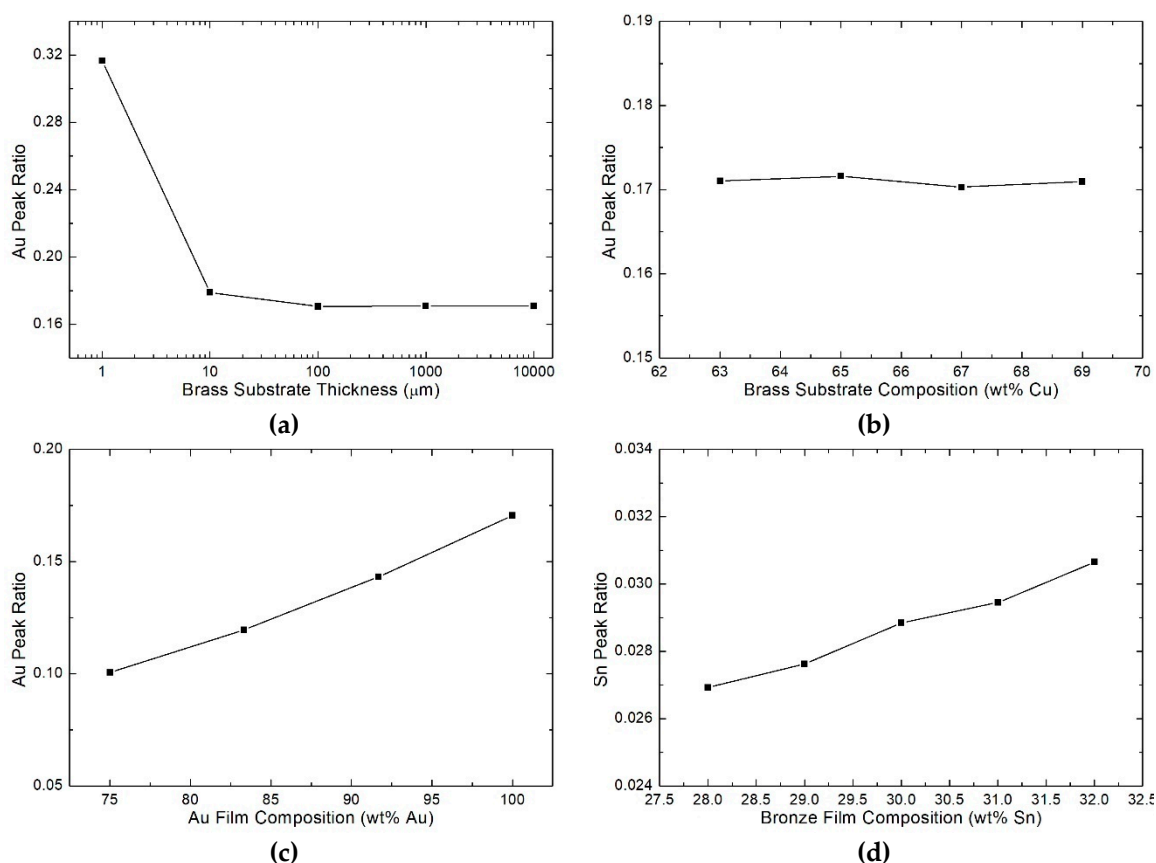 0.32
0.28
0.24
0.20
0.16
Au Peak Ratio
1 10 100 1000 10000
Brass Substrate Thickness (μm)
(a)
0.19
0.18
0.17
0.16
0.15
Au Peak Ratio
62 63 64 65 66 67 68 69 70
Brass Substrate Composition (wt% Cu)
(b)
0.20
0.15
0.10
0.05
Au Peak Ratio
75 80 85 90 95 100
Au Film Composition (wt% Au)
(c)
0.034
0.032
0.030
0.028
0.026
0.024
Sn Peak Ratio
27.5 28.0 28.5 29.0 29.5 30.0 30.5 31.0 31.5 32.0 32.5
Bronze Film Composition (wt% Sn)
(d)